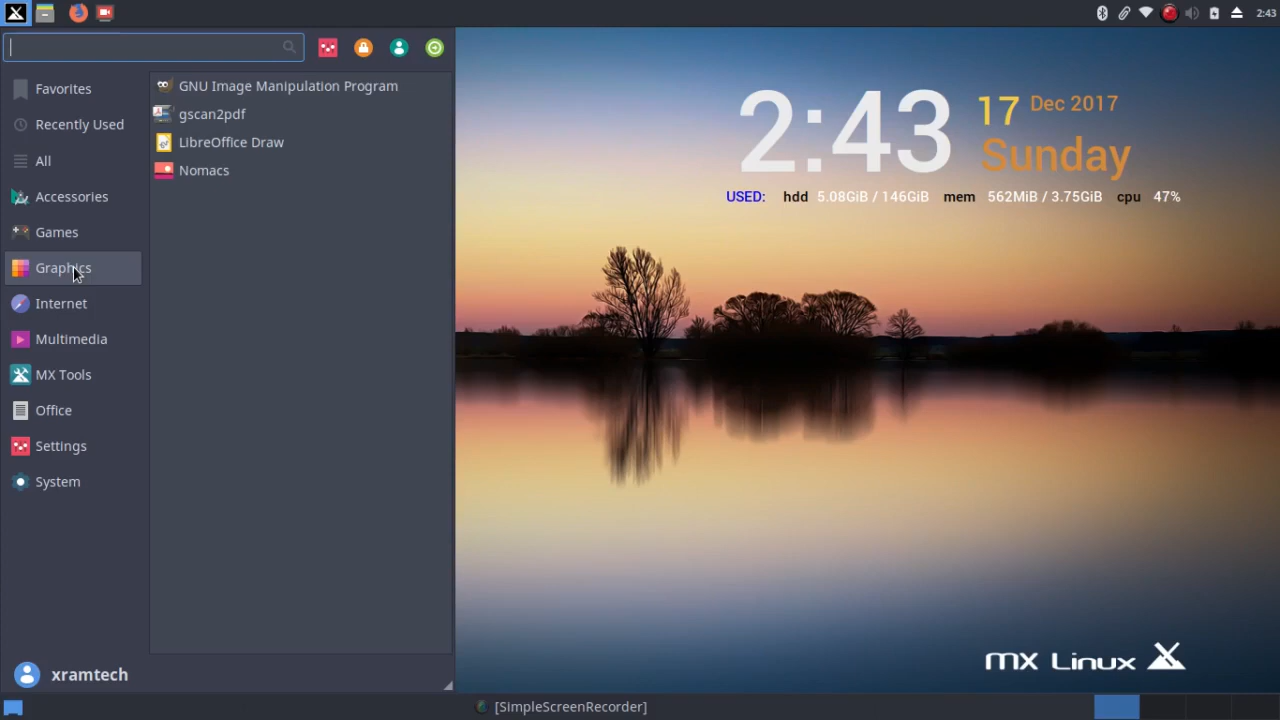 2:43
Favorites
Recently Used
All
Accessories
Games
Graphics
Internet
Multimedia
MX Tools
Office
Settings
System
GNU Image Manipulation Program
gscan2pdf
LibreOffice Draw
Nomacs
xramtech
2:43
17 Dec 2017
Sunday
USED: hdd 5.08GiB / 146GiB mem 562MiB / 3.75GiB cpu 47%
mx Linux
[SImpleScreenRecorder]